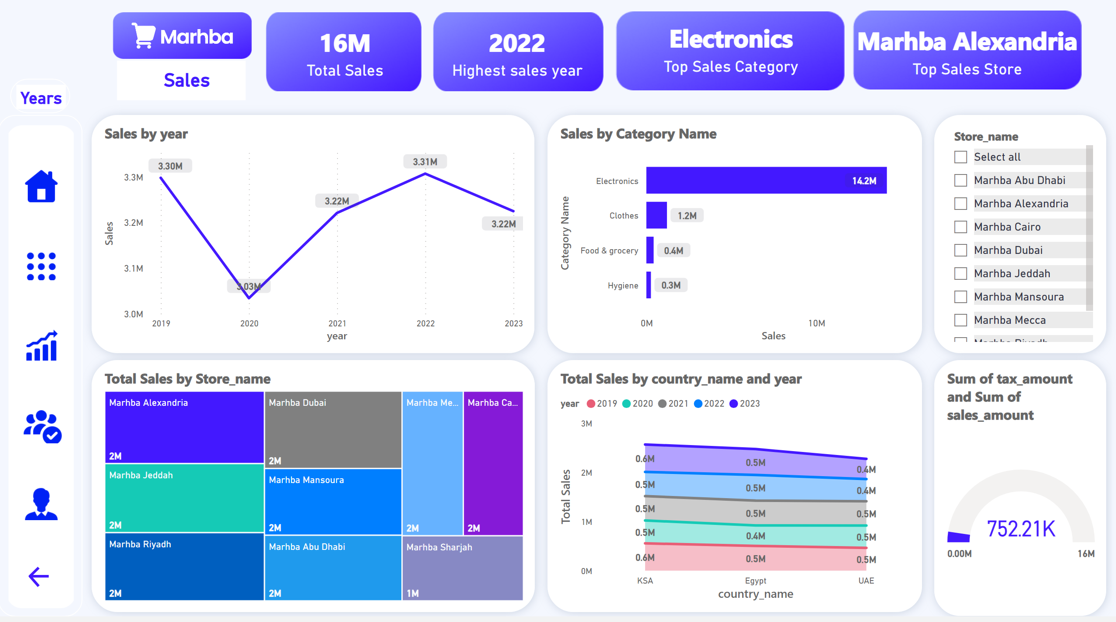 Marhba
Sales
16M
Total Sales
2022
Highest sales year
Electronics
Top Sales Category
Marhba Alexandria
Top Sales Store
Years
Sales by year
3.30M
3.31M
3.22M
3.22M
3.03M
3.3M
3.2M
3.1M
3.0M
Sales
2019
2020
2021
2022
2023
year
Sales by Category Name
Category Name
Electronics
14.2M
Clothes
1.2M
Food & grocery
0.4M
Hygiene
0.3M
0M
10M
Sales
Store_name
Select all
Marhba Abu Dhabi
Marhba Alexandria
Marhba Cairo
Marhba Dubai
Marhba Jeddah
Marhba Mansoura
Marhba Mecca
Marhba Riyadh
Total Sales by Store_name
Marhba Alexandria
2M
Marhba Jeddah
2M
Marhba Riyadh
2M
Marhba Dubai
2M
Marhba Mansoura
2M
Marhba Abu Dhabi
2M
Marhba Me...
2M
Marhba Ca...
2M
Marhba Sharjah
1M
Total Sales by country_name and year
year 2019 2020 2021 2022 2023
3M
2M
1M
0M
Total Sales
0.6M
0.5M
0.4M
0.5M
0.5M
0.4M
0.5M
0.5M
0.5M
0.5M
0.4M
0.5M
0.6M
0.5M
0.5M
KSA
Egypt
UAE
country_name
Sum of tax_amount
and Sum of
sales_amount
752.21K
0.00M
16M